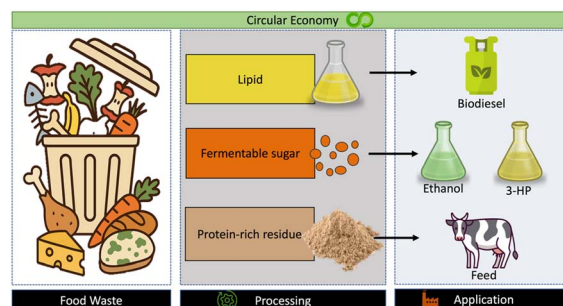 Circular Economy
Lipid
Biodiesel
Fermentable sugar
Ethanol
3-HP
Protein-rich residue
Feed
Food Waste
Processing
Application